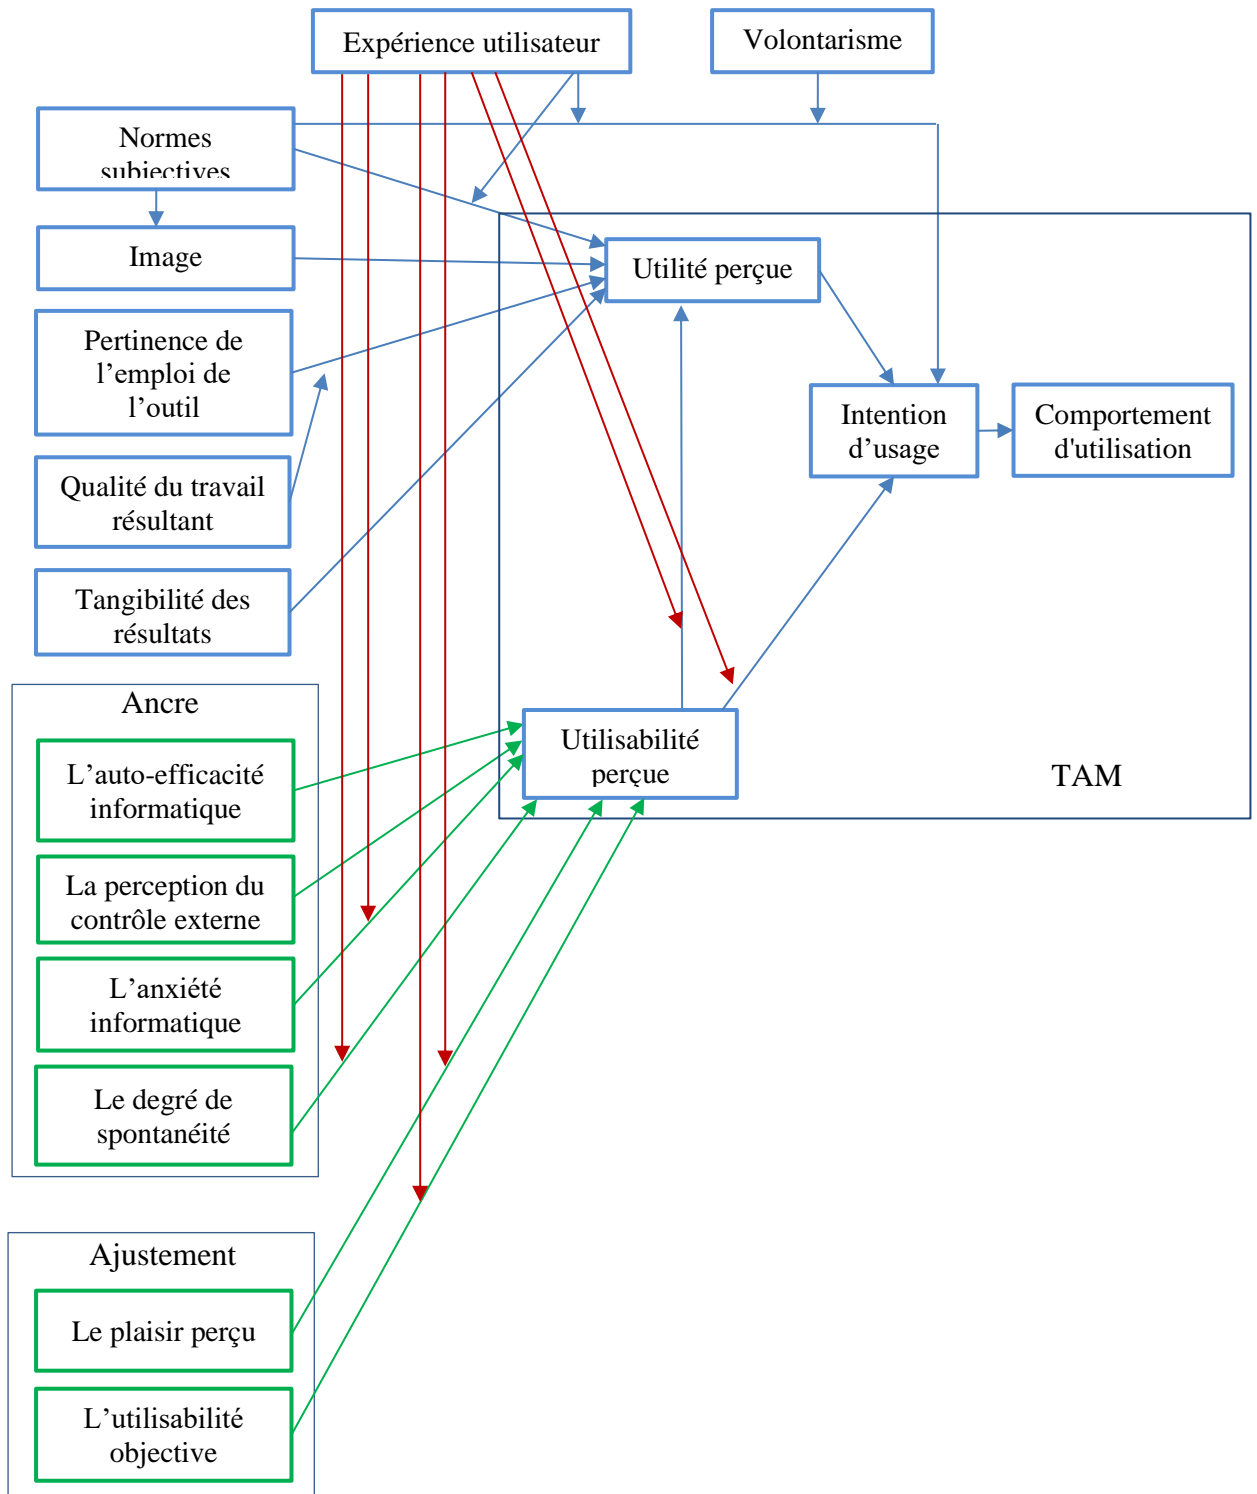 Expérience utilisateur
Volontarisme
Normes
subjectives
Image
Utilité perçue
Pertinence de
l’emploi de
l’outil
Intention
d’usage
Comportement
d'utilisation
Qualité du travail
résultant
Tangibilité des
résultats
Ancre
Utilisabilité
perçue
TAM
L’auto-efficacité
informatique
La perception du
contrôle externe
L’anxiété
informatique
Le degré de
spontanéité
Ajustement
Le plaisir perçu
L’utilisabilité
objective